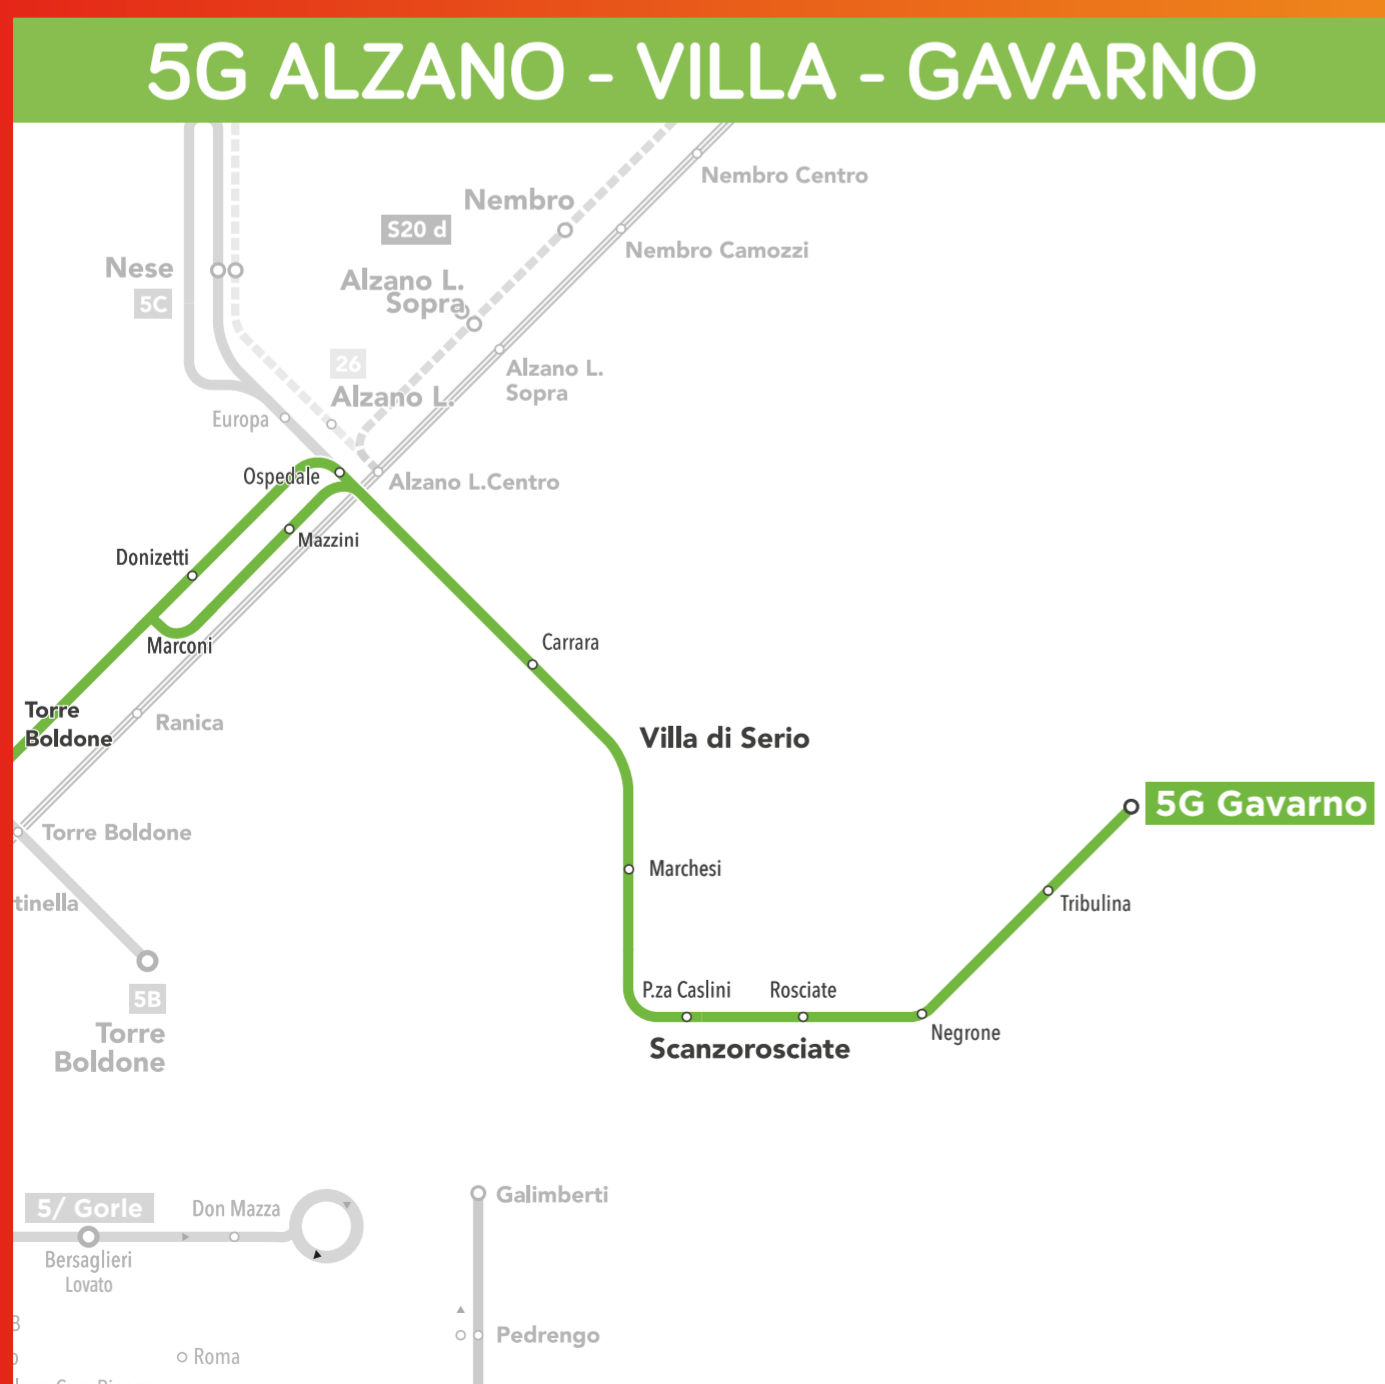 5G ALZANO - VILLA - GAVARNO
Nembro Centro
Nembro
S20 d
Nembro Camozzi
Nese
5C
Alzano L.
Sopra
26
Alzano L.
Sopra
Alzano L.
Europa
Ospedale
Alzano L.Centro
Mazzini
Donizetti
Marconi
Carrara
Torre
Boldone
Ranica
Villa di Serio
5G Gavarno
Torre Boldone
Marchesi
tinella
Tribulina
P.za Caslini
Rosciate
5B
Negrone
Torre
Boldone
Scanzorosciate
5/ Gorle
Don Mazza
Galimberti
Bersaglieri
Lovato
Pedrengo
Roma